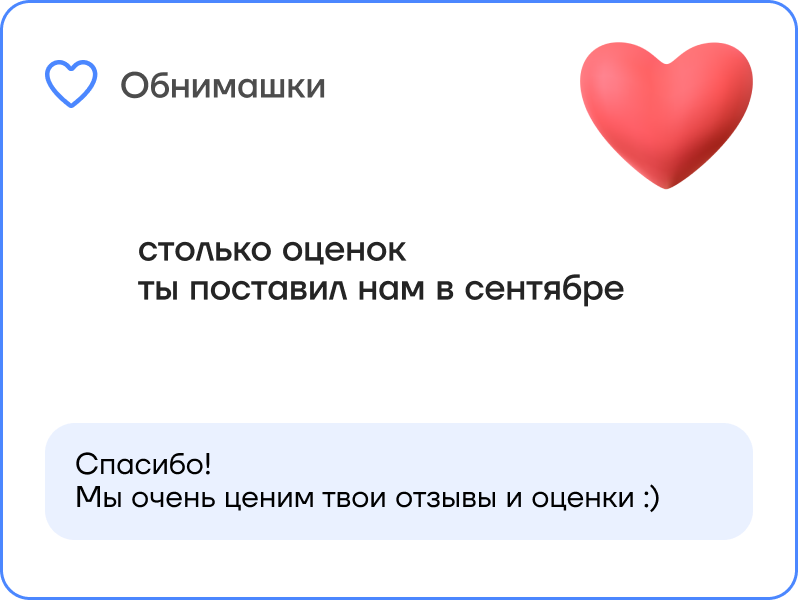 Обнимашки
столько оценок
ты поставил нам в сентябре
Спасибо!
Мы очень ценим твои отзывы и оценки :)